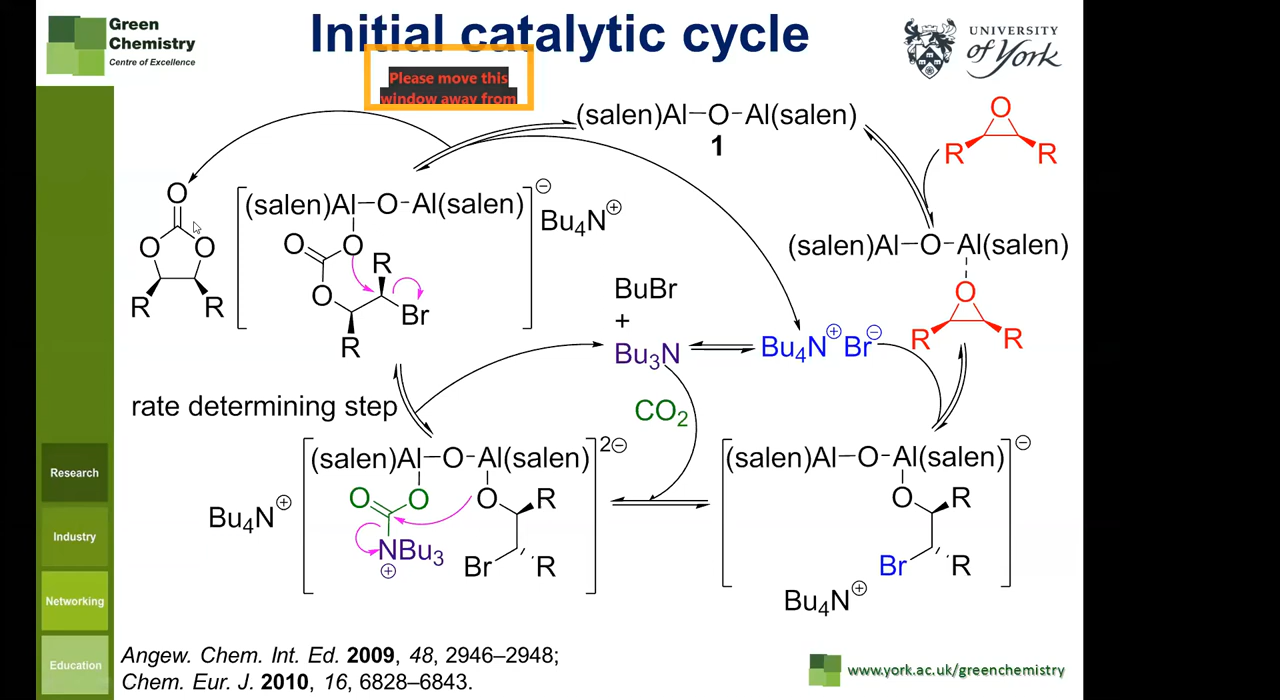 Green
Chemistry
Centre of Excellence
Initial catalytic cycle
UNIVERSITY
of York
Please move this
window away from
(salen)Al–O-Al(salen)
1
O
R R
O
O O
R R
(salen)Al–O-Al(salen) ⊖
Bu4N⊕
O O
R
O
Br
R
(salen)Al–O-Al(salen)
O
R R
BuBr
+
Bu3N
Bu4N⊕Br⊖
rate determining step
CO2
(salen)Al–O-Al(salen) 2⊖
Bu4N⊕
O O O R
NBu3
⊕
Br R
(salen)Al–O-Al(salen) ⊖
O R
Br R
Bu4N⊕
Research
Industry
Networking
Education
Angew. Chem. Int. Ed. 2009, 48, 2946–2948;
Chem. Eur. J. 2010, 16, 6828–6843.
www.york.ac.uk/greenchemistry